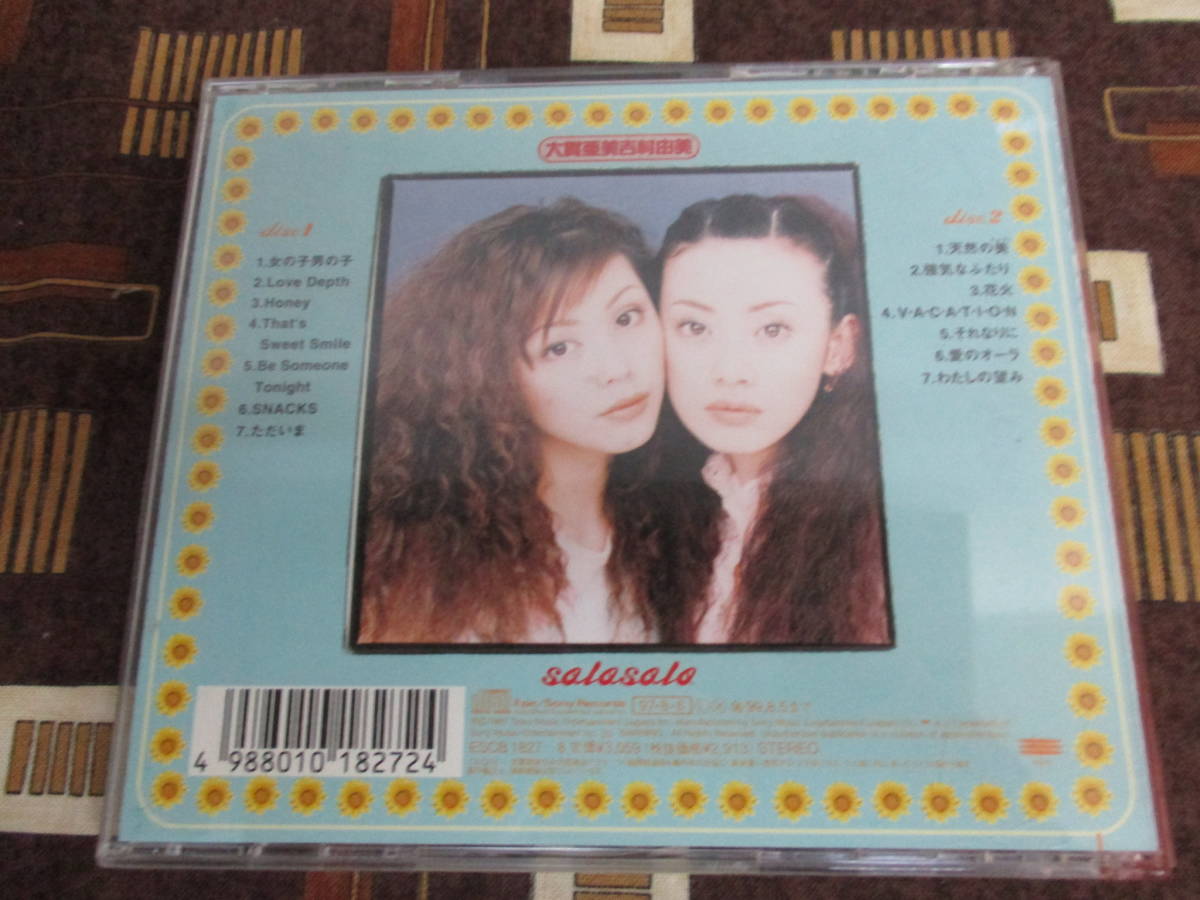 大貫亜美吉村由美
disc 1
1.女の子男の子
2.Love Depth
3.Honey
4.That's
Sweet Smile
5.Be Someone
Tonight
6.SNACKS
7.ただいま
disc 2
1.天然の美
2.強気なふたり
3.花火
4.V・A・C・A・T・I・O・N
5.それなりに
6.愛のオーラ
7.わたしの望み
solosolo
Epic/Sony Records 97・8・6
ESCB 1827 STEREO
4 988010 182724